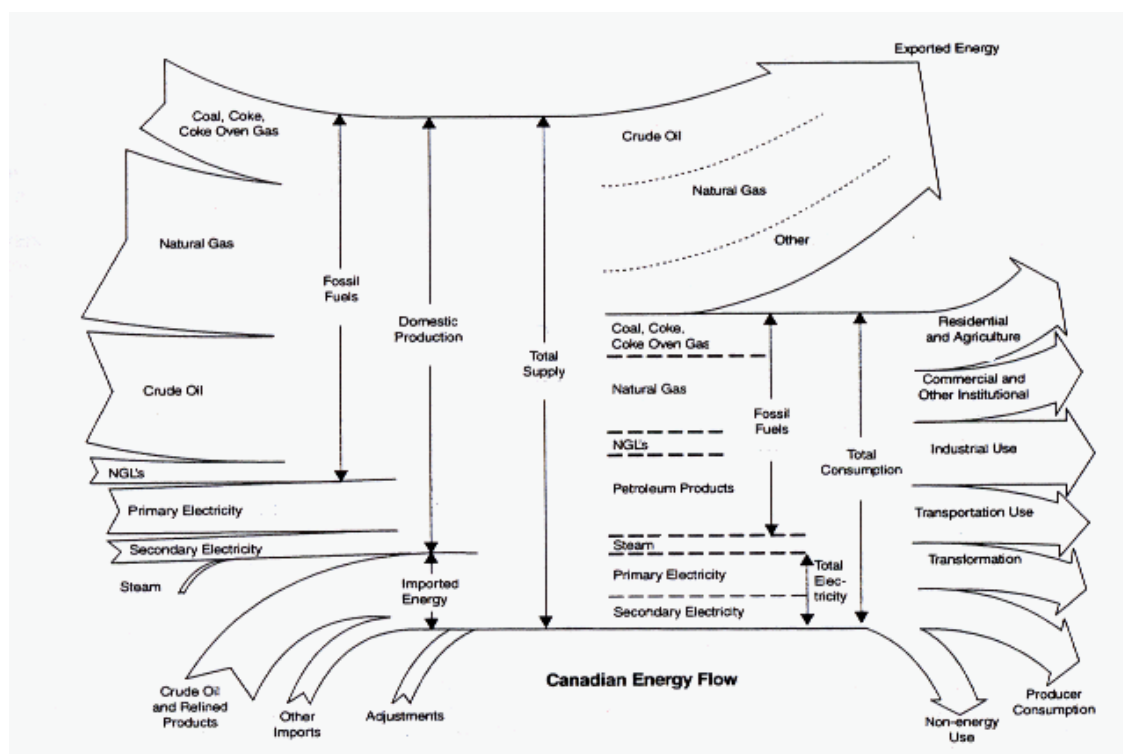 Exported Energy
Coal, Coke,
Coke Oven Gas
Crude Oil
Natural Gas
Natural Gas
Other
Fossil
Fuels
Domestic
Production
Total
Supply
Coal, Coke,
Coke Oven Gas
Residential
and Agriculture
Crude Oil
Natural Gas
Commercial and
Other Institutional
Fossil
Fuels
NGL's
Total
Consumption
Industrial Use
NGL's
Petroleum Products
Primary Electricity
Transportation Use
Secondary Electricity
Steam
Steam
Imported
Energy
Primary Electricity
Total
Elec-
tricity
Transformation
Secondary Electricity
Crude Oil
and Refined
Products
Other
Imports
Adjustments
Canadian Energy Flow
Non-energy
Use
Producer
Consumption